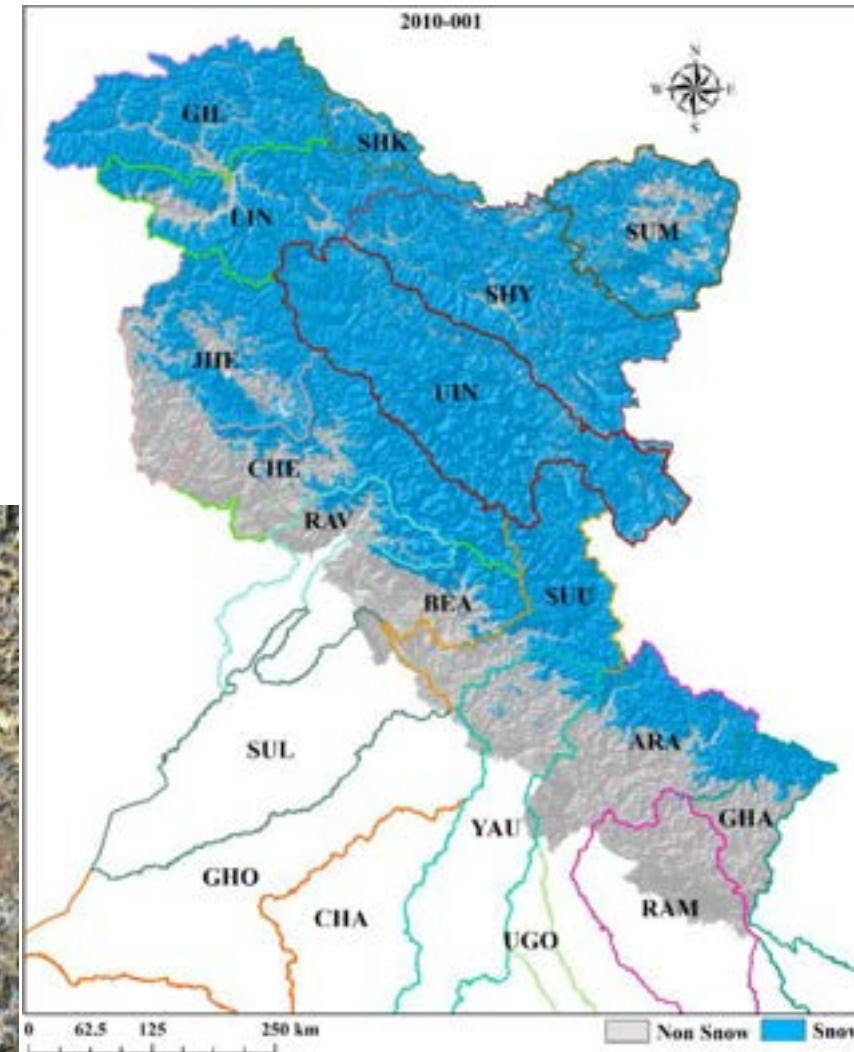 2010-001
N
W E
S
GIL
SHK
LIN
SUM
SHY
JHE
UIN
CHE
RAV
BEA
SUU
SUL
ARA
YAU
GHA
GHO
CHA
RAM
UGO
0 62.5 125 250 km
Non Snow Snow